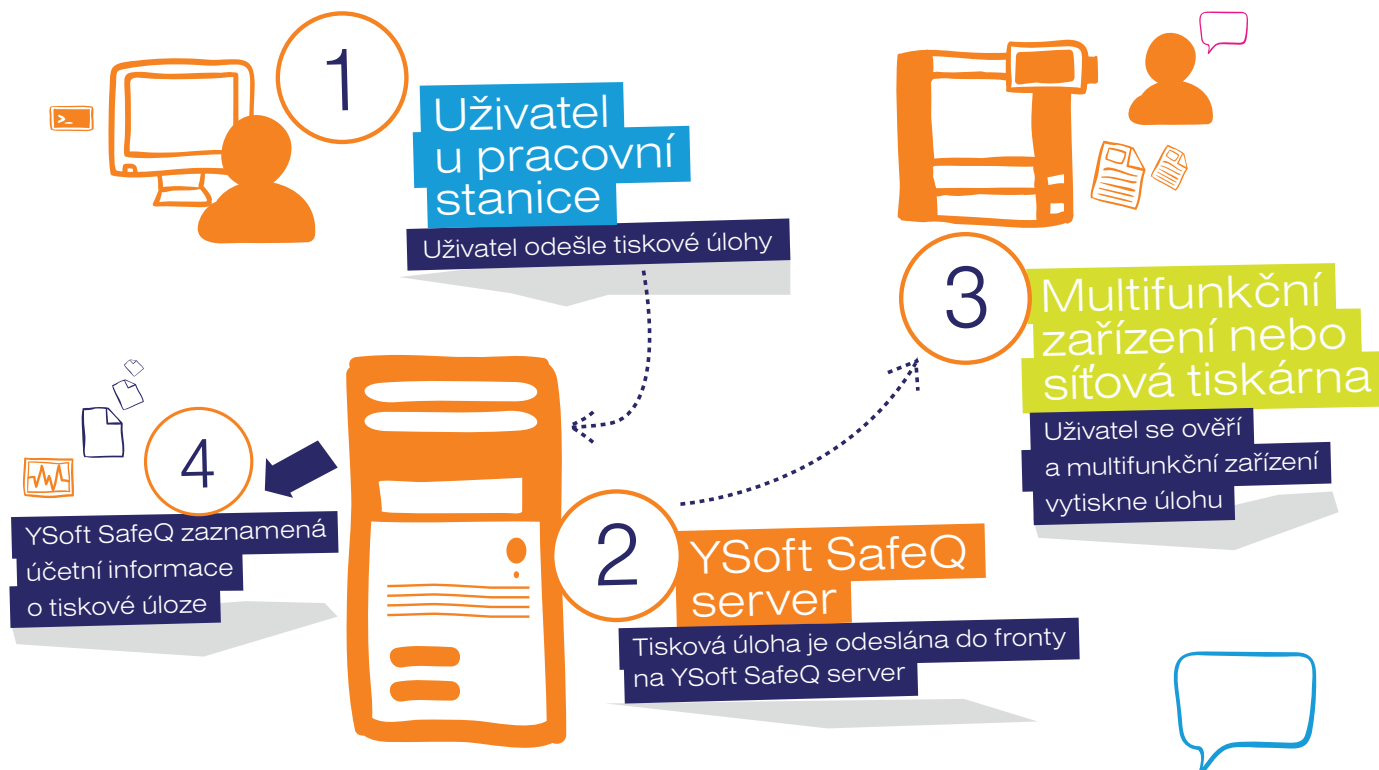 1
Uživatel
u pracovní
stanice
Uživatel odešle tiskové úlohy
>_
2
YSoft SafeQ
server
Tisková úloha je odeslána do fronty
na YSoft SafeQ server
3
Multifunkční
zařízení nebo
síťová tiskárna
Uživatel se ověří
a multifunkční zařízení
vytiskne úlohu
4
YSoft SafeQ zaznamená
účetní informace
o tiskové úloze